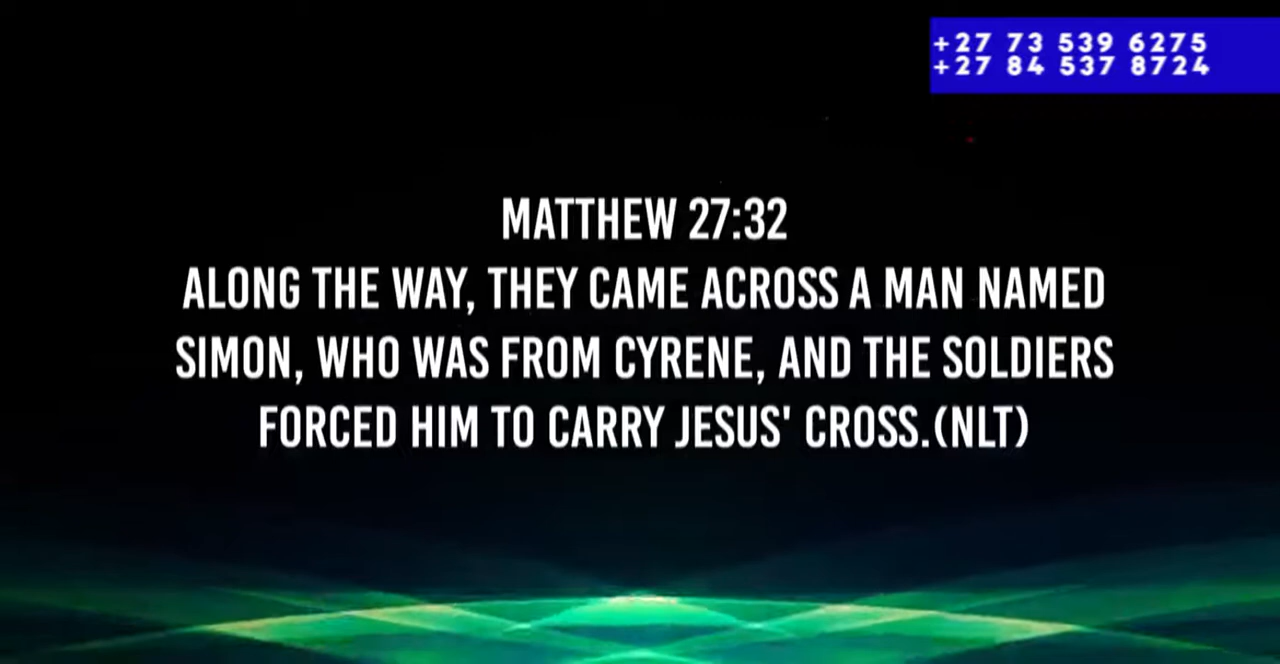 +27 73 539 6275
+27 84 537 8724
MATTHEW 27:32
ALONG THE WAY, THEY CAME ACROSS A MAN NAMED
SIMON, WHO WAS FROM CYRENE, AND THE SOLDIERS
FORCED HIM TO CARRY JESUS' CROSS.(NLT)